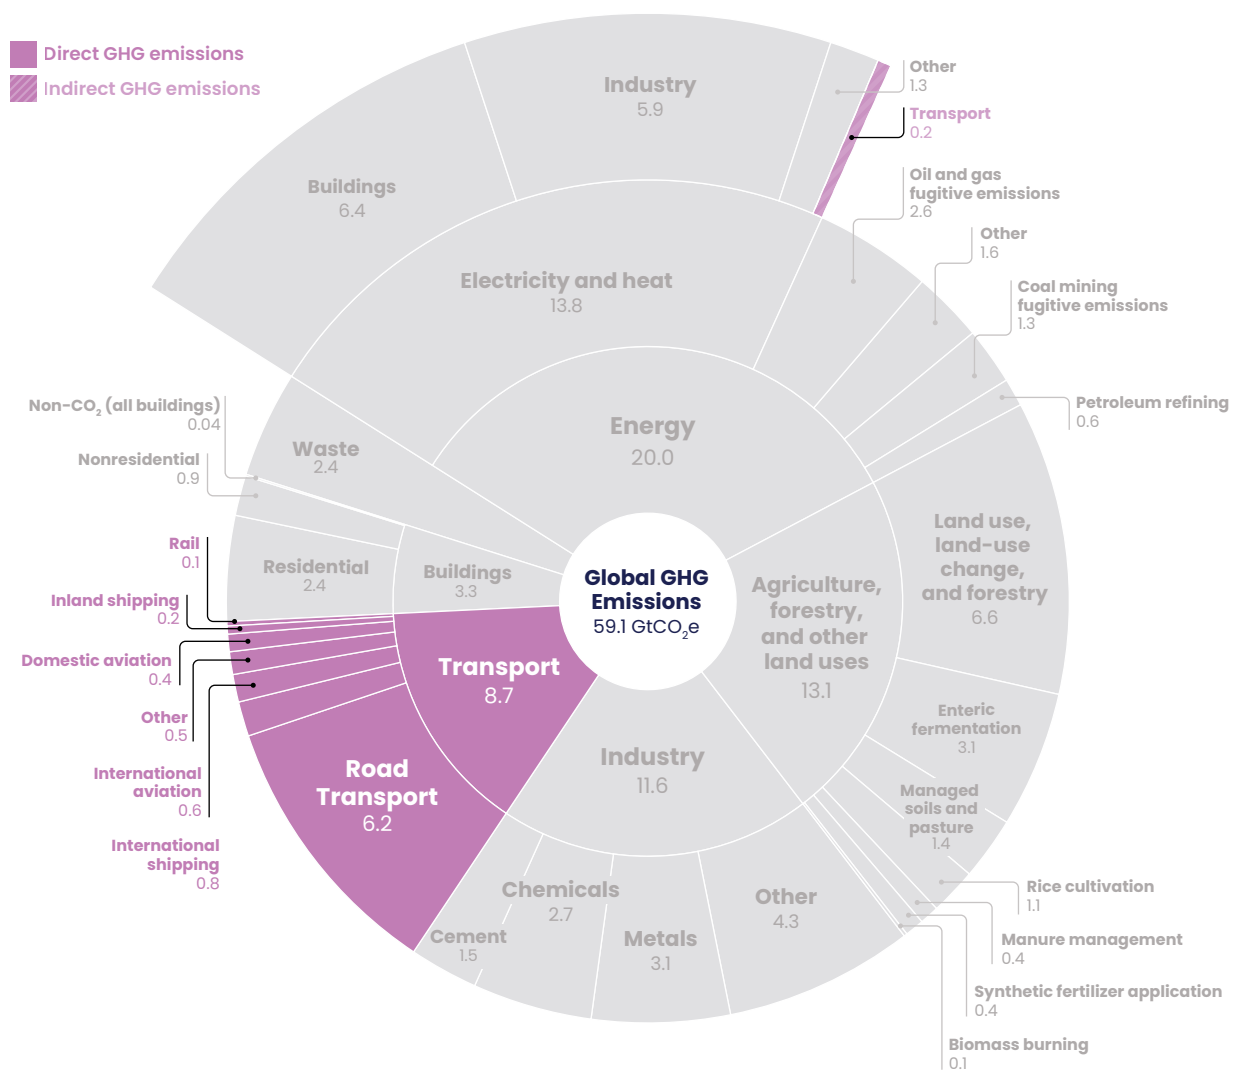 Direct GHG emissions
Indirect GHG emissions
Industry
5.9
Other
1.3
Transport
0.2
Buildings
6.4
Oil and gas
fugitive emissions
2.6
Other
1.6
Electricity and heat
13.8
Coal mining
fugitive emissions
1.3
Petroleum refining
0.6
Non-CO₂ (all buildings)
0.04
Energy
20.0
Waste
2.4
Nonresidential
0.9
Land use,
land-use
change,
and forestry
6.6
Rail
0.1
Residential
2.4
Buildings
3.3
Global GHG
Emissions
59.1 GtCO₂e
Agriculture,
forestry,
and other
land uses
13.1
Inland shipping
0.2
Domestic aviation
0.4
Transport
8.7
Other
0.5
Enteric
fermentation
3.1
Industry
11.6
International
aviation
0.6
Road
Transport
6.2
Managed
soils and
pasture
1.4
International
shipping
0.8
Chemicals
2.7
Other
4.3
Rice cultivation
1.1
Cement
1.5
Metals
3.1
Manure management
0.4
Synthetic fertilizer application
0.4
Biomass burning
0.1